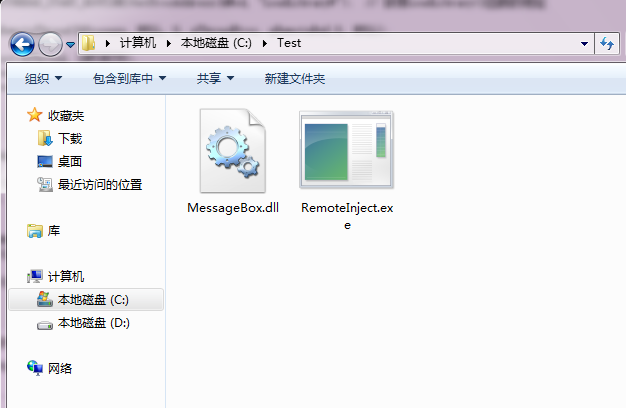 计算机 本地磁盘 (C:) Test
组织 包含到库中 共享 新建文件夹
收藏夹
下载
桌面
最近访问的位置
库
计算机
本地磁盘 (C:)
本地磁盘 (D:)
网络
MessageBox.dll
RemoteInject.ex
e